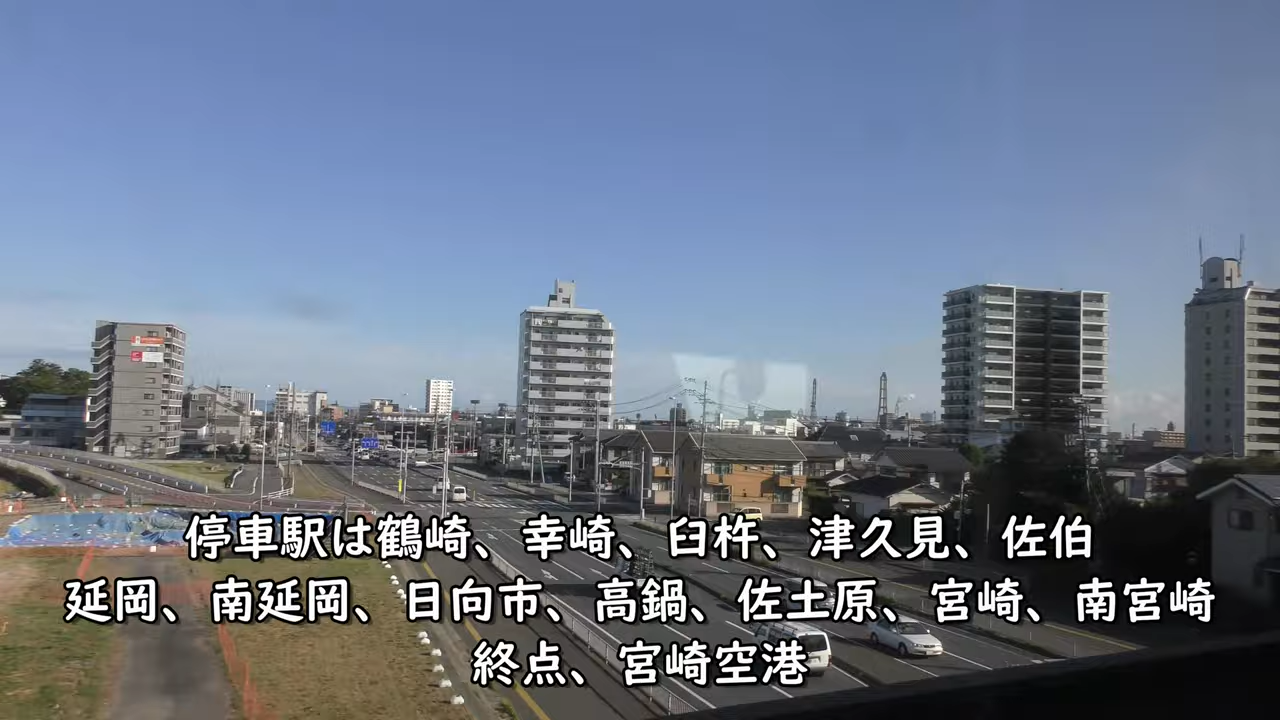 停車駅は鶴崎、幸崎、臼杵、津久見、佐伯
延岡、南延岡、日向市、高鍋、佐土原、宮崎、南宮崎
終点、宮崎空港